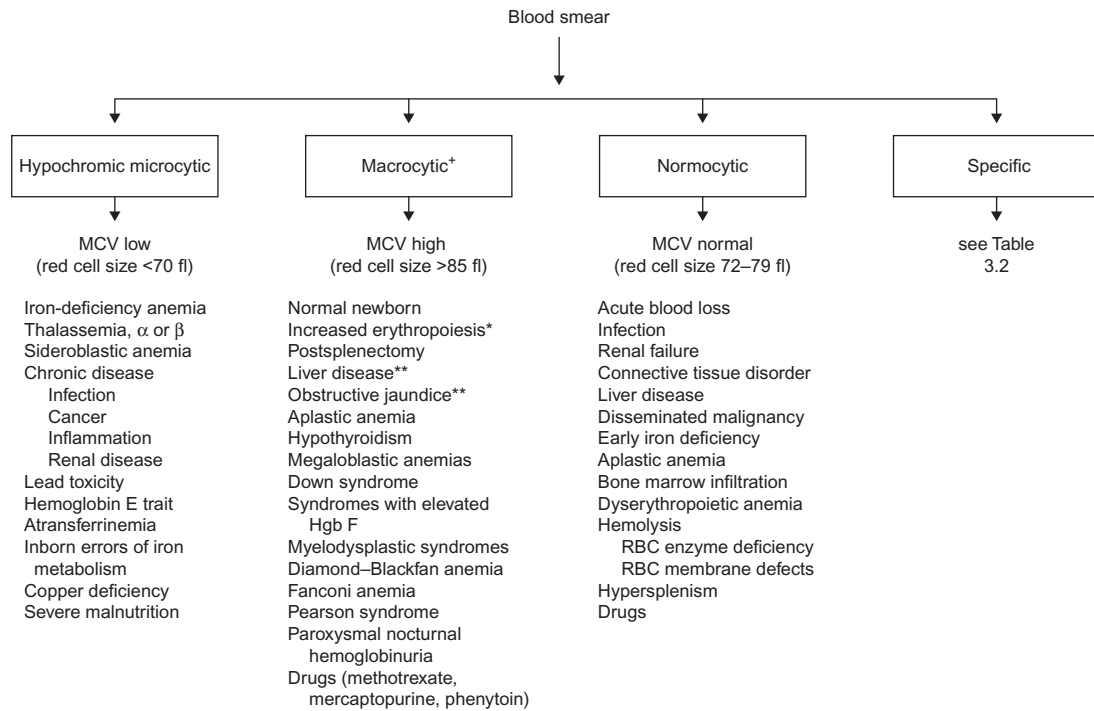 Blood smear
Hypochromic microcytic
Macrocytic+
Normocytic
Specific
MCV low
(red cell size <70 fl)
MCV high
(red cell size >85 fl)
MCV normal
(red cell size 72–79 fl)
see Table
3.2
Iron-deficiency anemia
Thalassemia, α or β
Sideroblastic anemia
Chronic disease
Infection
Cancer
Inflammation
Renal disease
Lead toxicity
Hemoglobin E trait
Atransferrinemia
Inborn errors of iron
metabolism
Copper deficiency
Severe malnutrition
Normal newborn
Increased erythropoiesis*
Postsplenectomy
Liver disease**
Obstructive jaundice**
Aplastic anemia
Hypothyroidism
Megaloblastic anemias
Down syndrome
Syndromes with elevated
Hgb F
Myelodysplastic syndromes
Diamond–Blackfan anemia
Fanconi anemia
Pearson syndrome
Paroxysmal nocturnal
hemoglobinuria
Drugs (methotrexate,
mercaptopurine, phenytoin)
Acute blood loss
Infection
Renal failure
Connective tissue disorder
Liver disease
Disseminated malignancy
Early iron deficiency
Aplastic anemia
Bone marrow infiltration
Dyserythropoietic anemia
Hemolysis
RBC enzyme deficiency
RBC membrane defects
Hypersplenism
Drugs